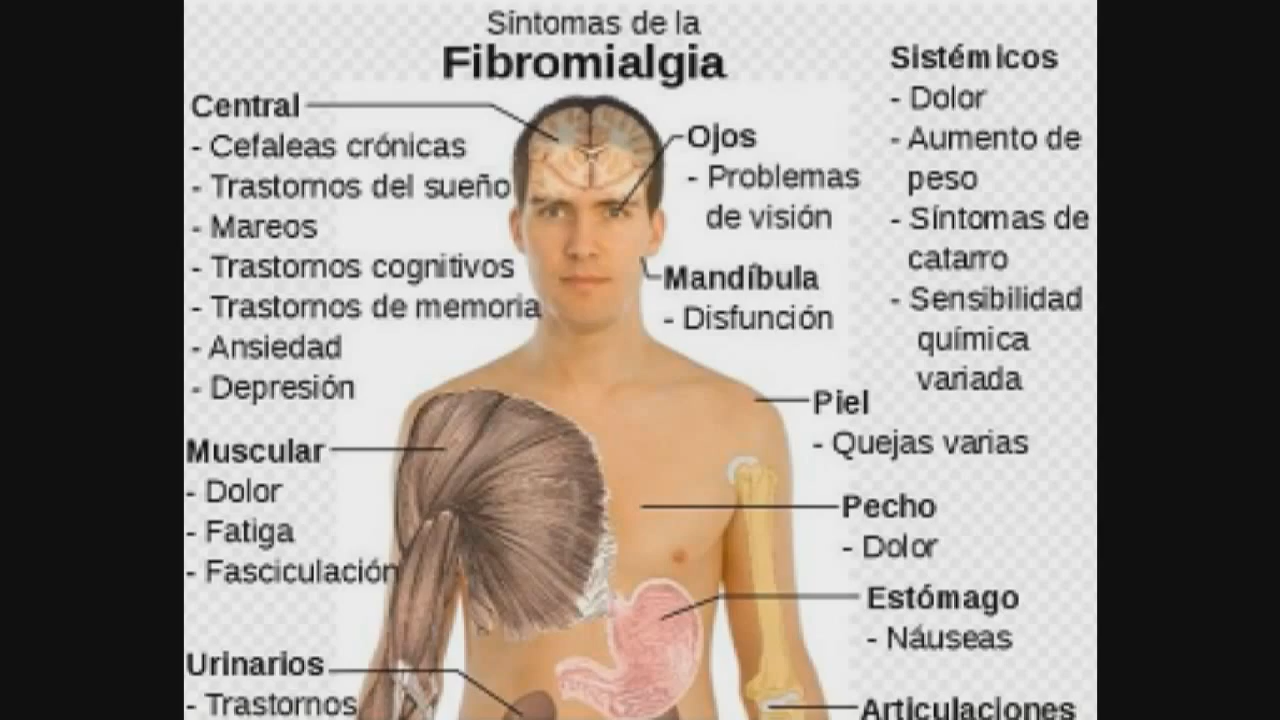 Síntomas de la
Fibromialgia
Central
- Cefaleas crónicas
- Trastornos del sueño
- Mareos
- Trastornos cognitivos
- Trastornos de memoria
- Ansiedad
- Depresión
Muscular
- Dolor
- Fatiga
- Fasciculación
Urinarios
- Trastornos
Ojos
- Problemas
de visión
Mandíbula
- Disfunción
Sistémicos
- Dolor
- Aumento de
peso
- Síntomas de
catarro
- Sensibilidad
química
variada
Piel
- Quejas varias
Pecho
- Dolor
Estómago
- Náuseas
Articulaciones